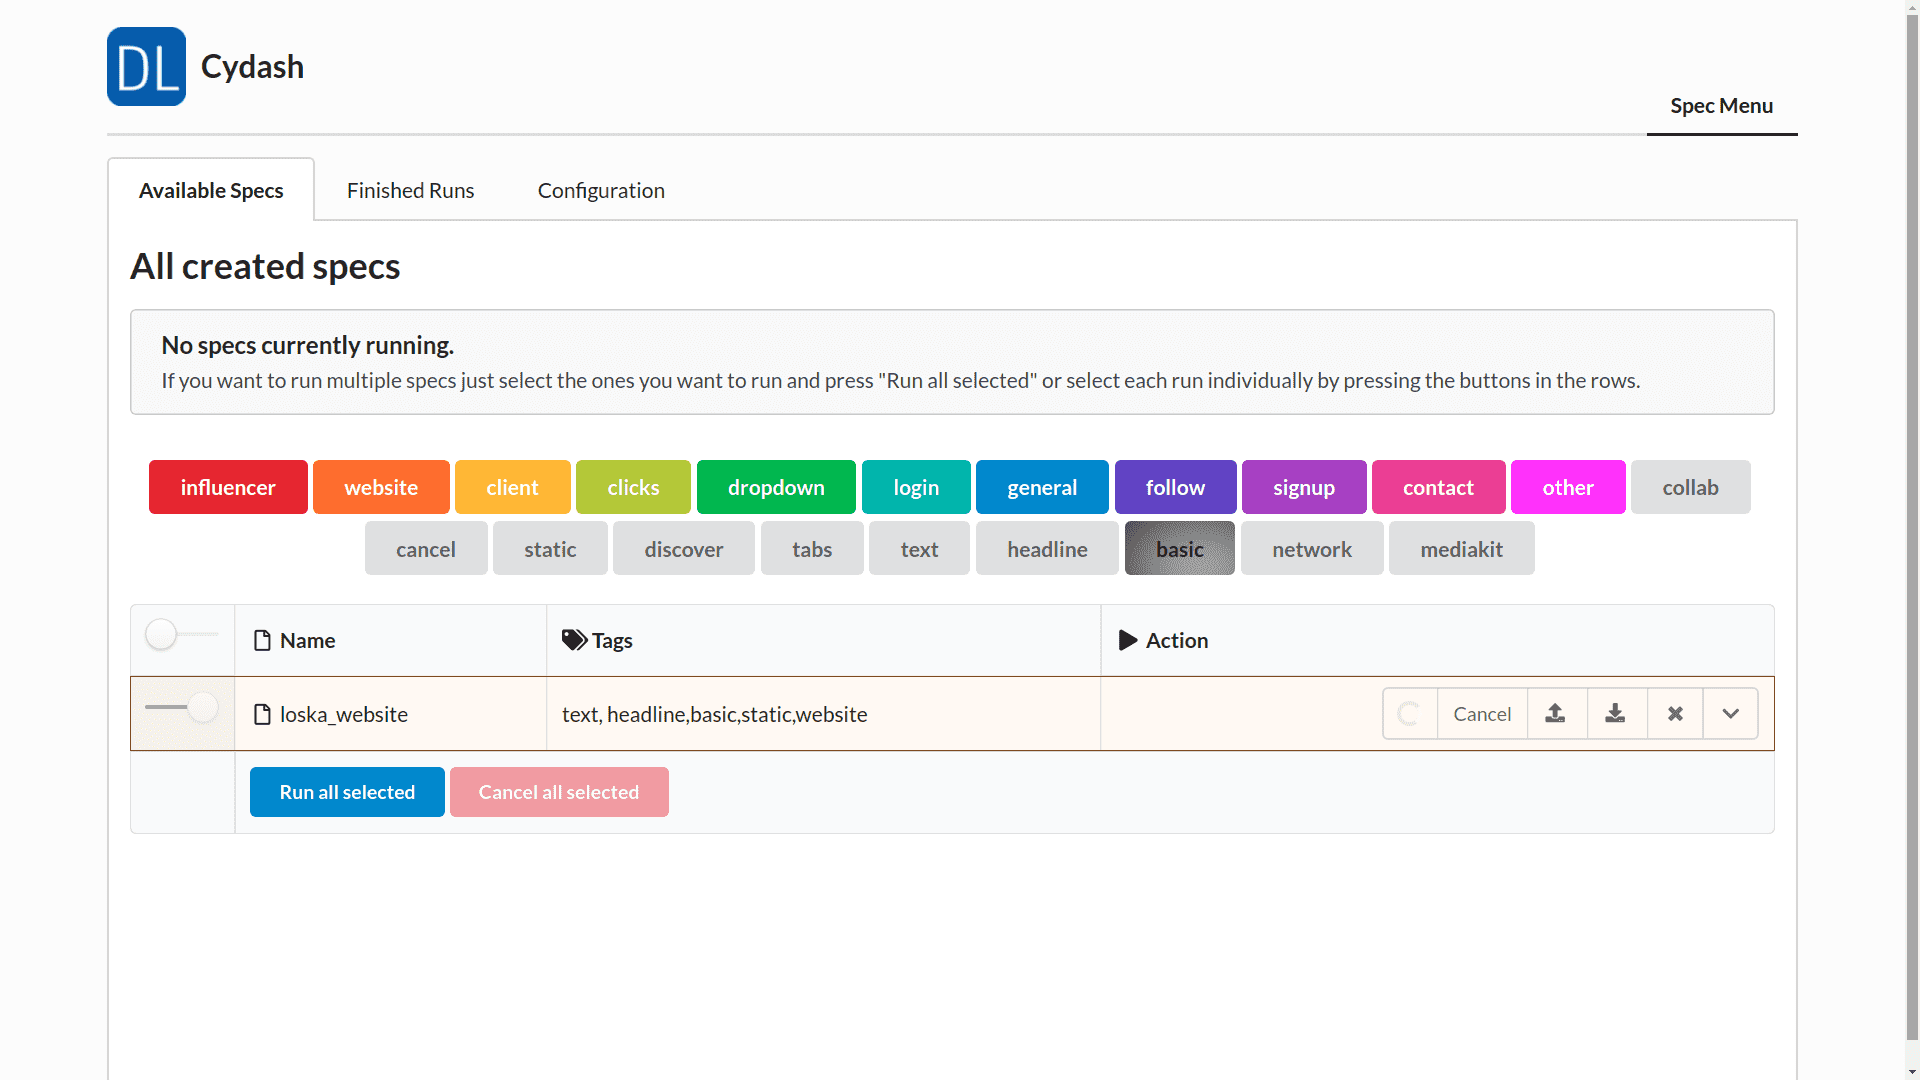 DL Cydash
Spec Menu
Available Specs Finished Runs Configuration
All created specs
No specs currently running.
If you want to run multiple specs just select the ones you want to run and press "Run all selected" or select each run individually by pressing the buttons in the rows.
influencer website client clicks dropdown login general follow signup contact other collab
cancel static discover tabs text headline basic network mediakit
Name Tags Action
loska_website text, headline,basic,static,website Cancel
Run all selected Cancel all selected